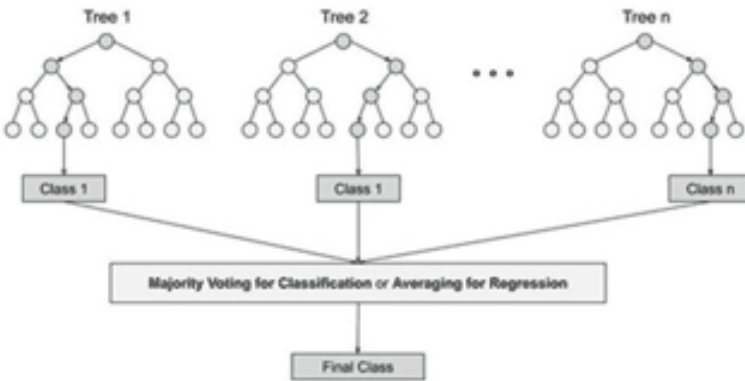 Tree 1
Tree 2
Tree n
Class 1
Class 1
Class n
Majority Voting for Classification or Averaging for Regression
Final Class